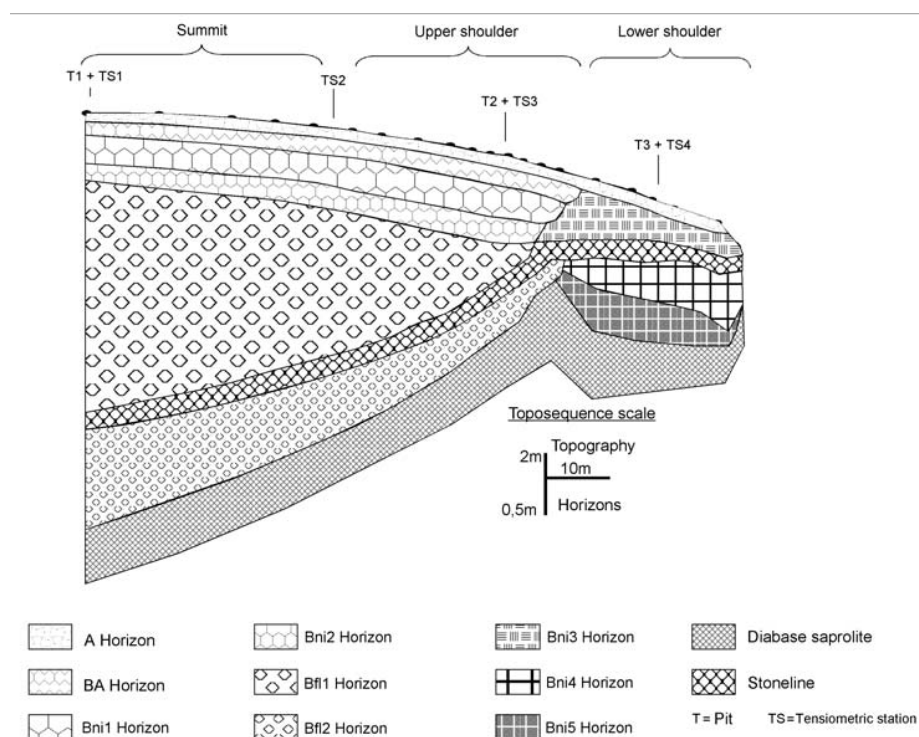 Summit
Upper shoulder
Lower shoulder
T1 + TS1
TS2
T2 + TS3
T3 + TS4
Toposequence scale
Topography
2m
10m
0,5m
Horizons
A Horizon
Bni2 Horizon
Bni3 Horizon
Diabase saprolite
BA Horizon
Bfl1 Horizon
Bni4 Horizon
Stoneline
Bni1 Horizon
Bfl2 Horizon
Bni5 Horizon
T = Pit TS=Tensiometric station